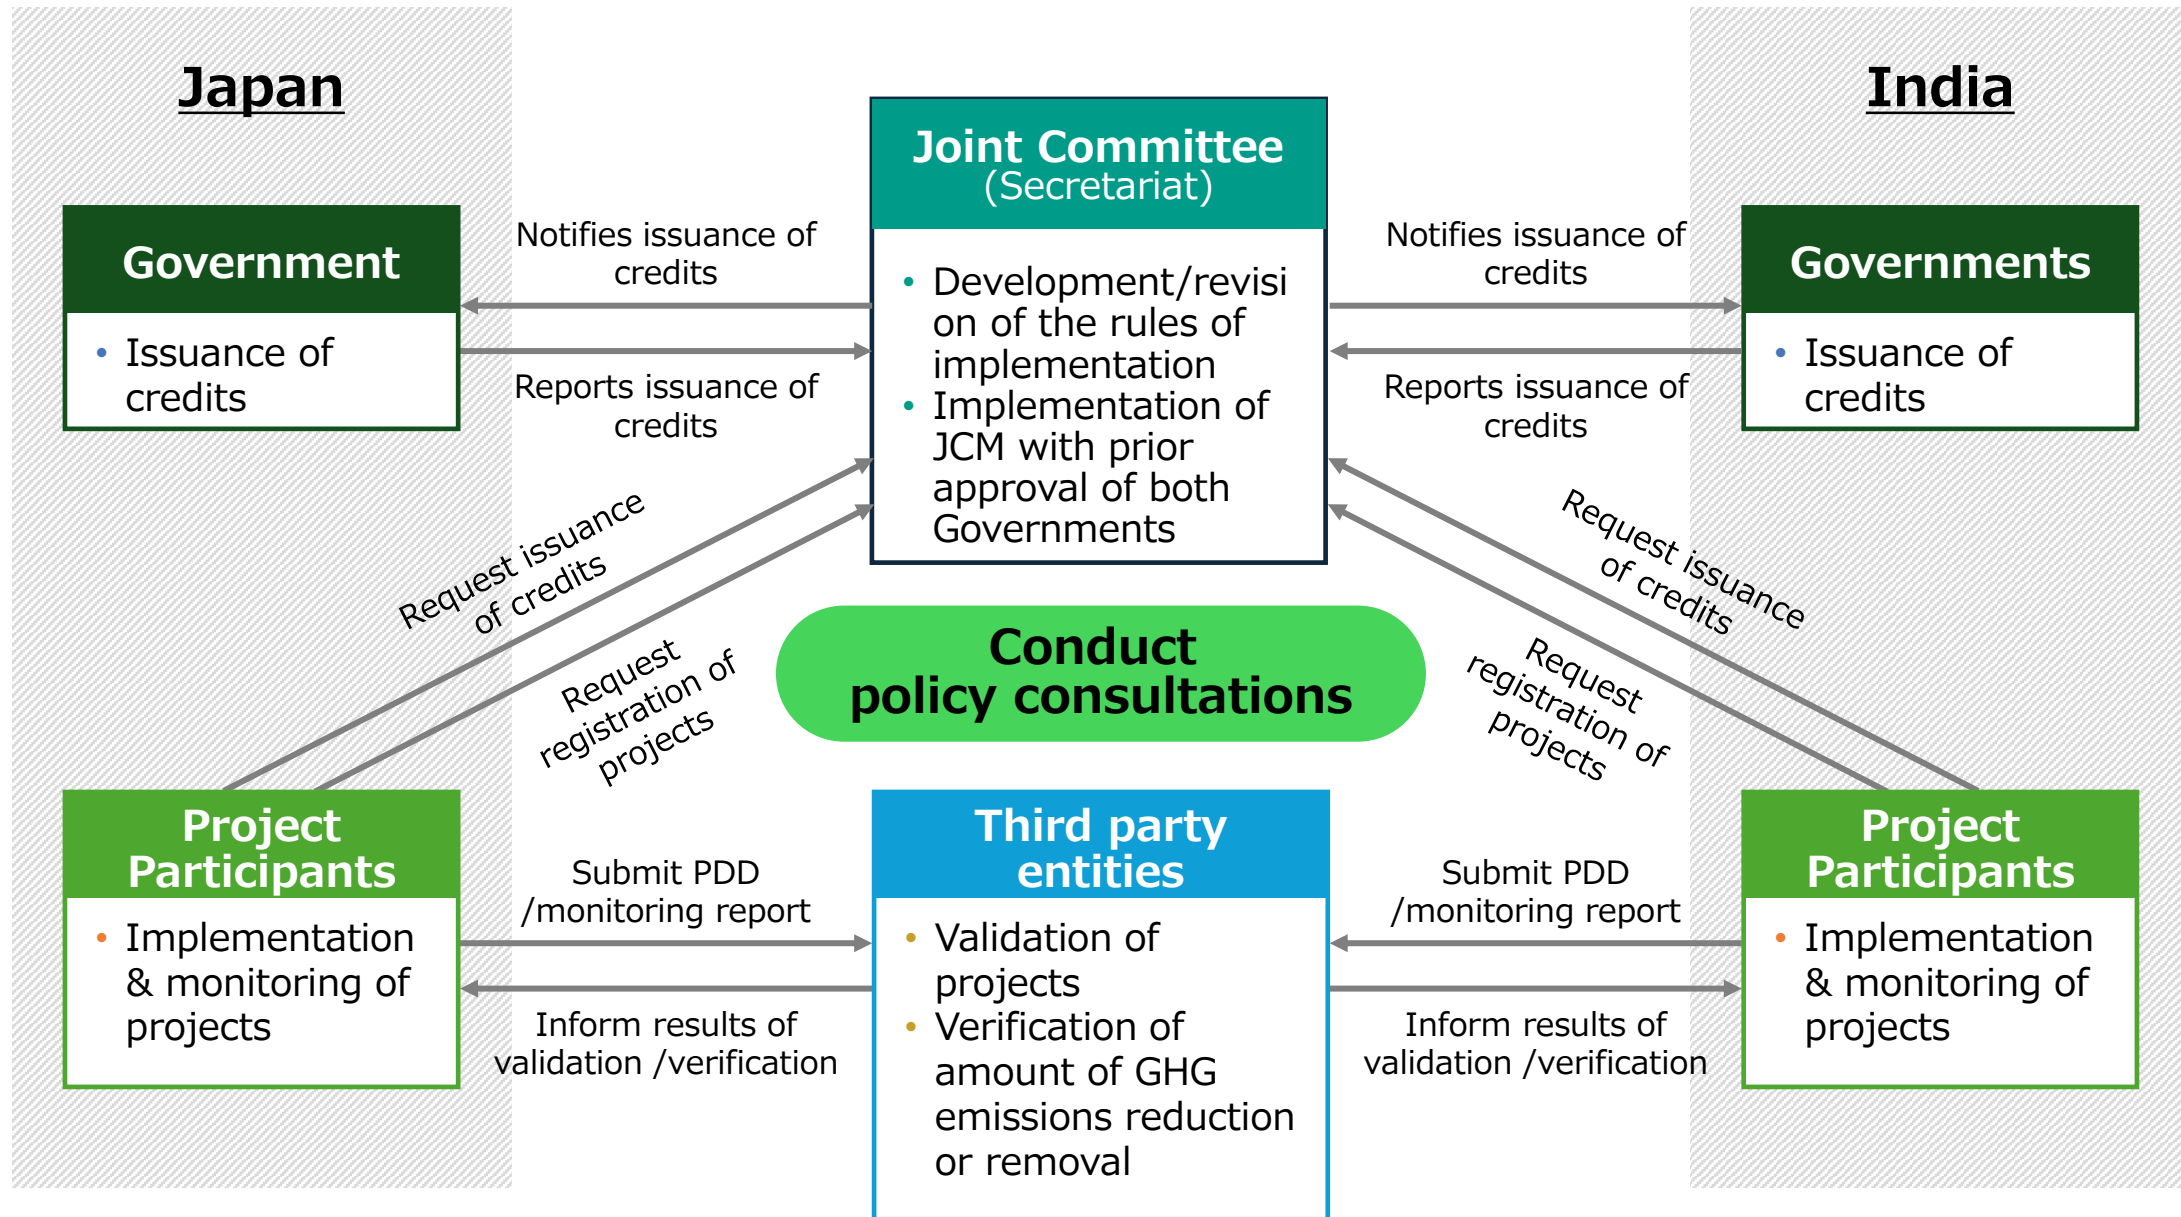 Japan
India
Joint Committee
(Secretariat)
• Development/revisi
on of the rules of
implementation
• Implementation of
JCM with prior
approval of both
Governments
Government
• Issuance of
credits
Notifies issuance of
credits
Reports issuance of
credits
Notifies issuance of
credits
Reports issuance of
credits
Governments
• Issuance of
credits
Request issuance
of credits
Request
registration of
projects
Conduct
policy consultations
Request issuance
of credits
Request
registration of
projects
Project
Participants
• Implementation
& monitoring of
projects
Submit PDD
/monitoring report
Inform results of
validation /verification
Third party
entities
• Validation of
projects
• Verification of
amount of GHG
emissions reduction
or removal
Submit PDD
/monitoring report
Inform results of
validation /verification
Project
Participants
• Implementation
& monitoring of
projects